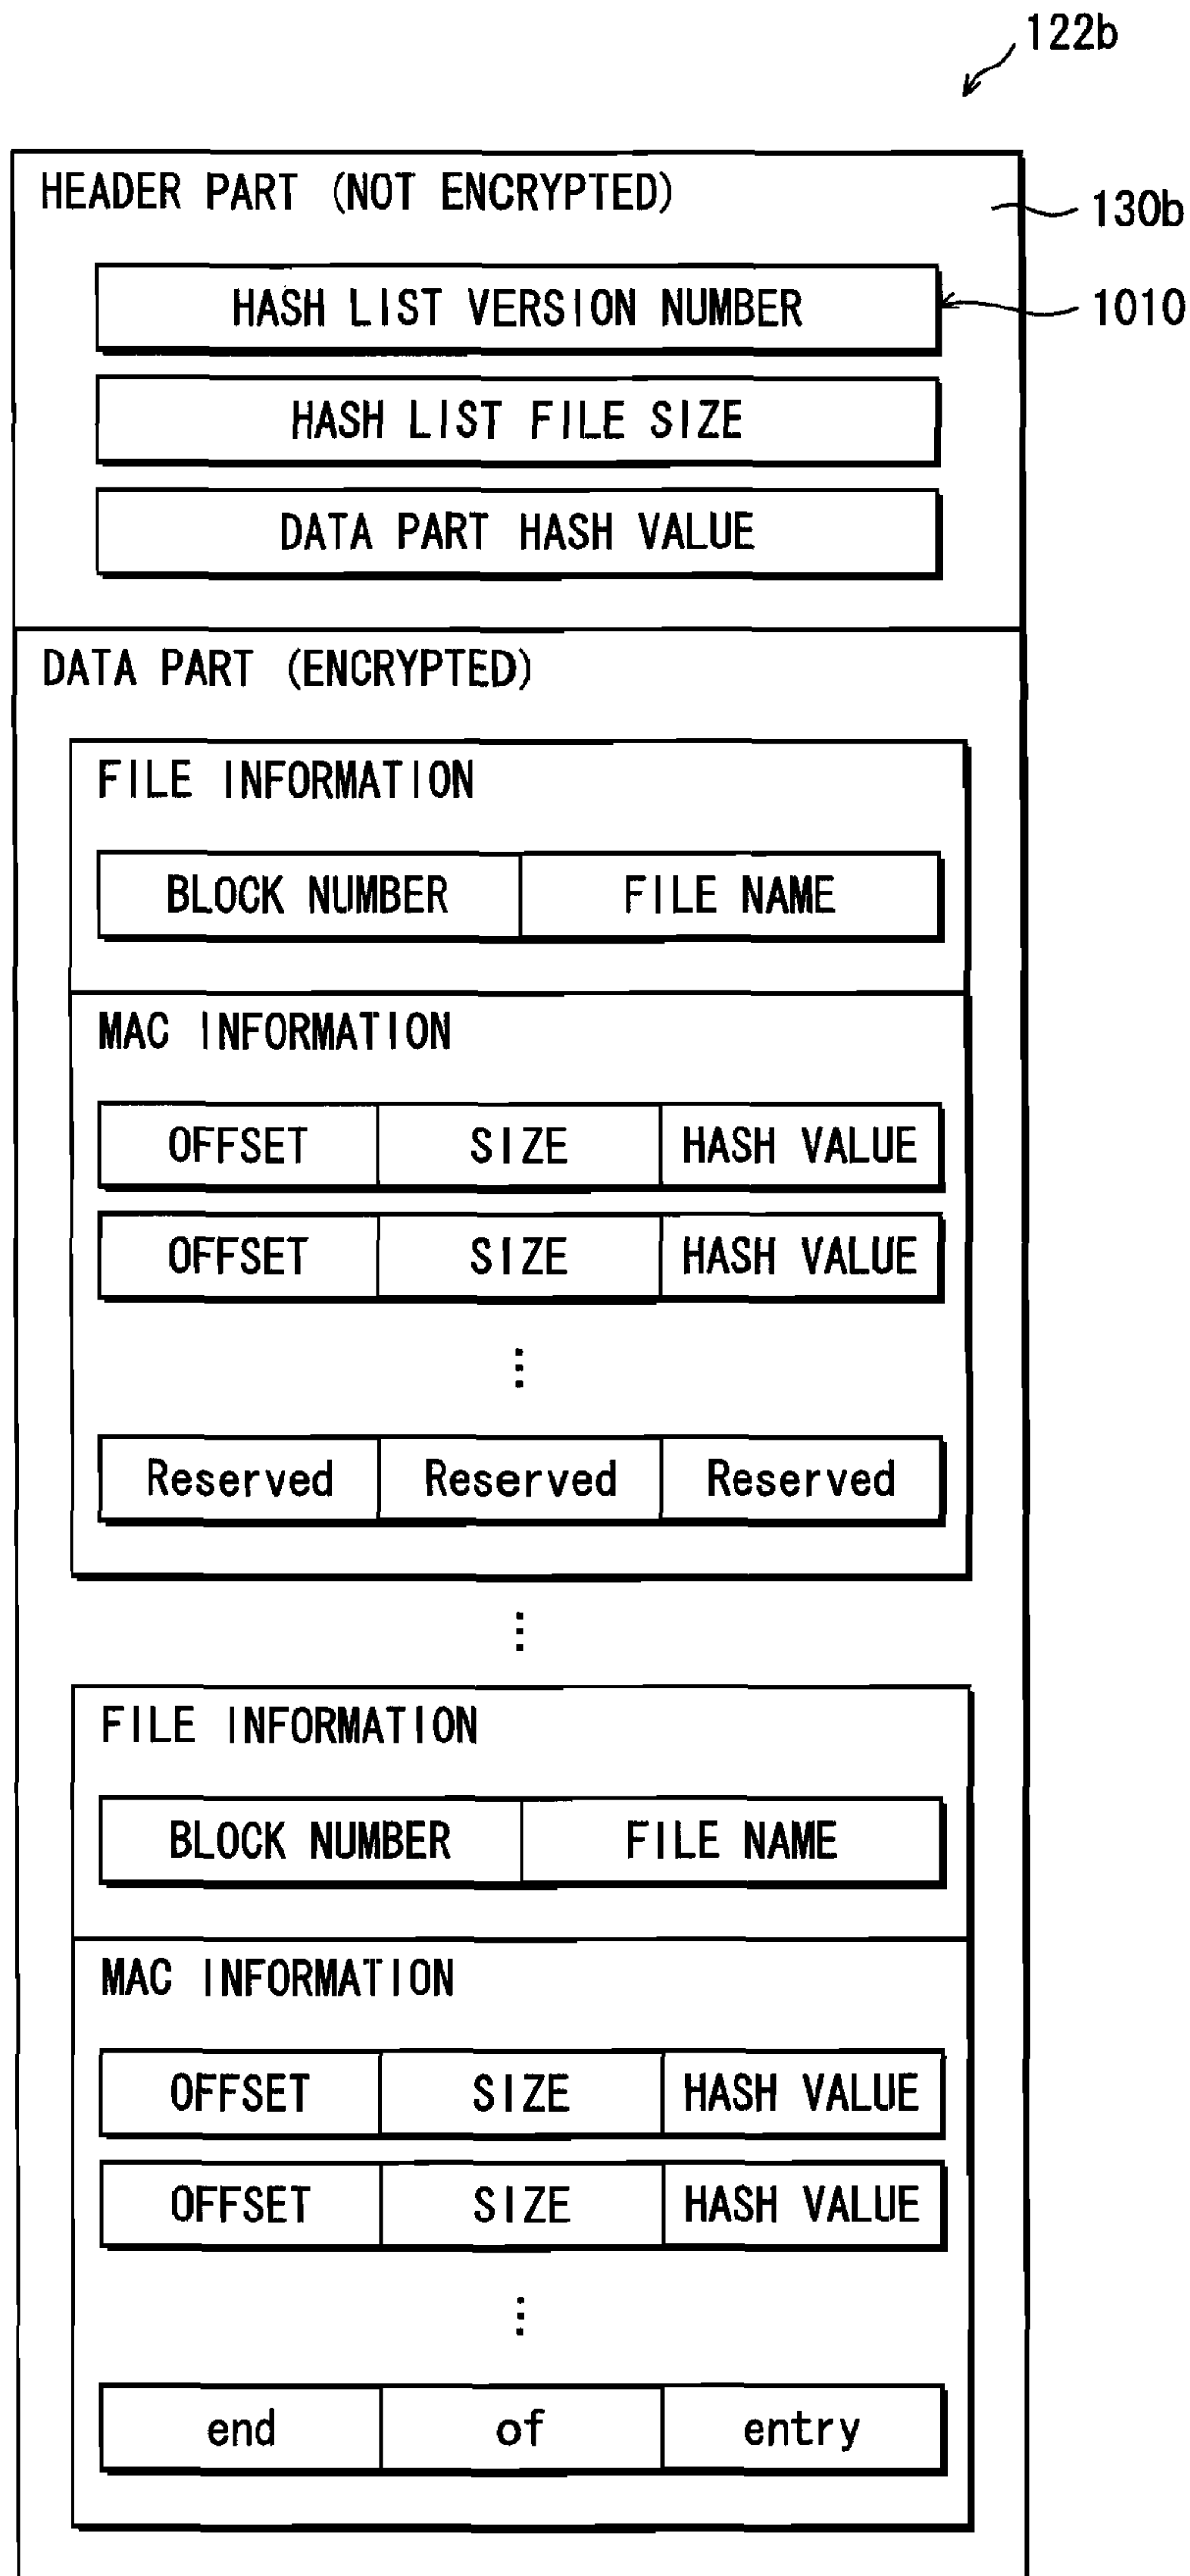 122b
HEADER PART (NOT ENCRYPTED)
130b
HASH LIST VERSION NUMBER
1010
HASH LIST FILE SIZE
DATA PART HASH VALUE
DATA PART (ENCRYPTED)
FILE INFORMATION
BLOCK NUMBER FILE NAME
MAC INFORMATION
OFFSET SIZE HASH VALUE
OFFSET SIZE HASH VALUE
⋮
Reserved Reserved Reserved
⋮
FILE INFORMATION
BLOCK NUMBER FILE NAME
MAC INFORMATION
OFFSET SIZE HASH VALUE
OFFSET SIZE HASH VALUE
⋮
end of entry